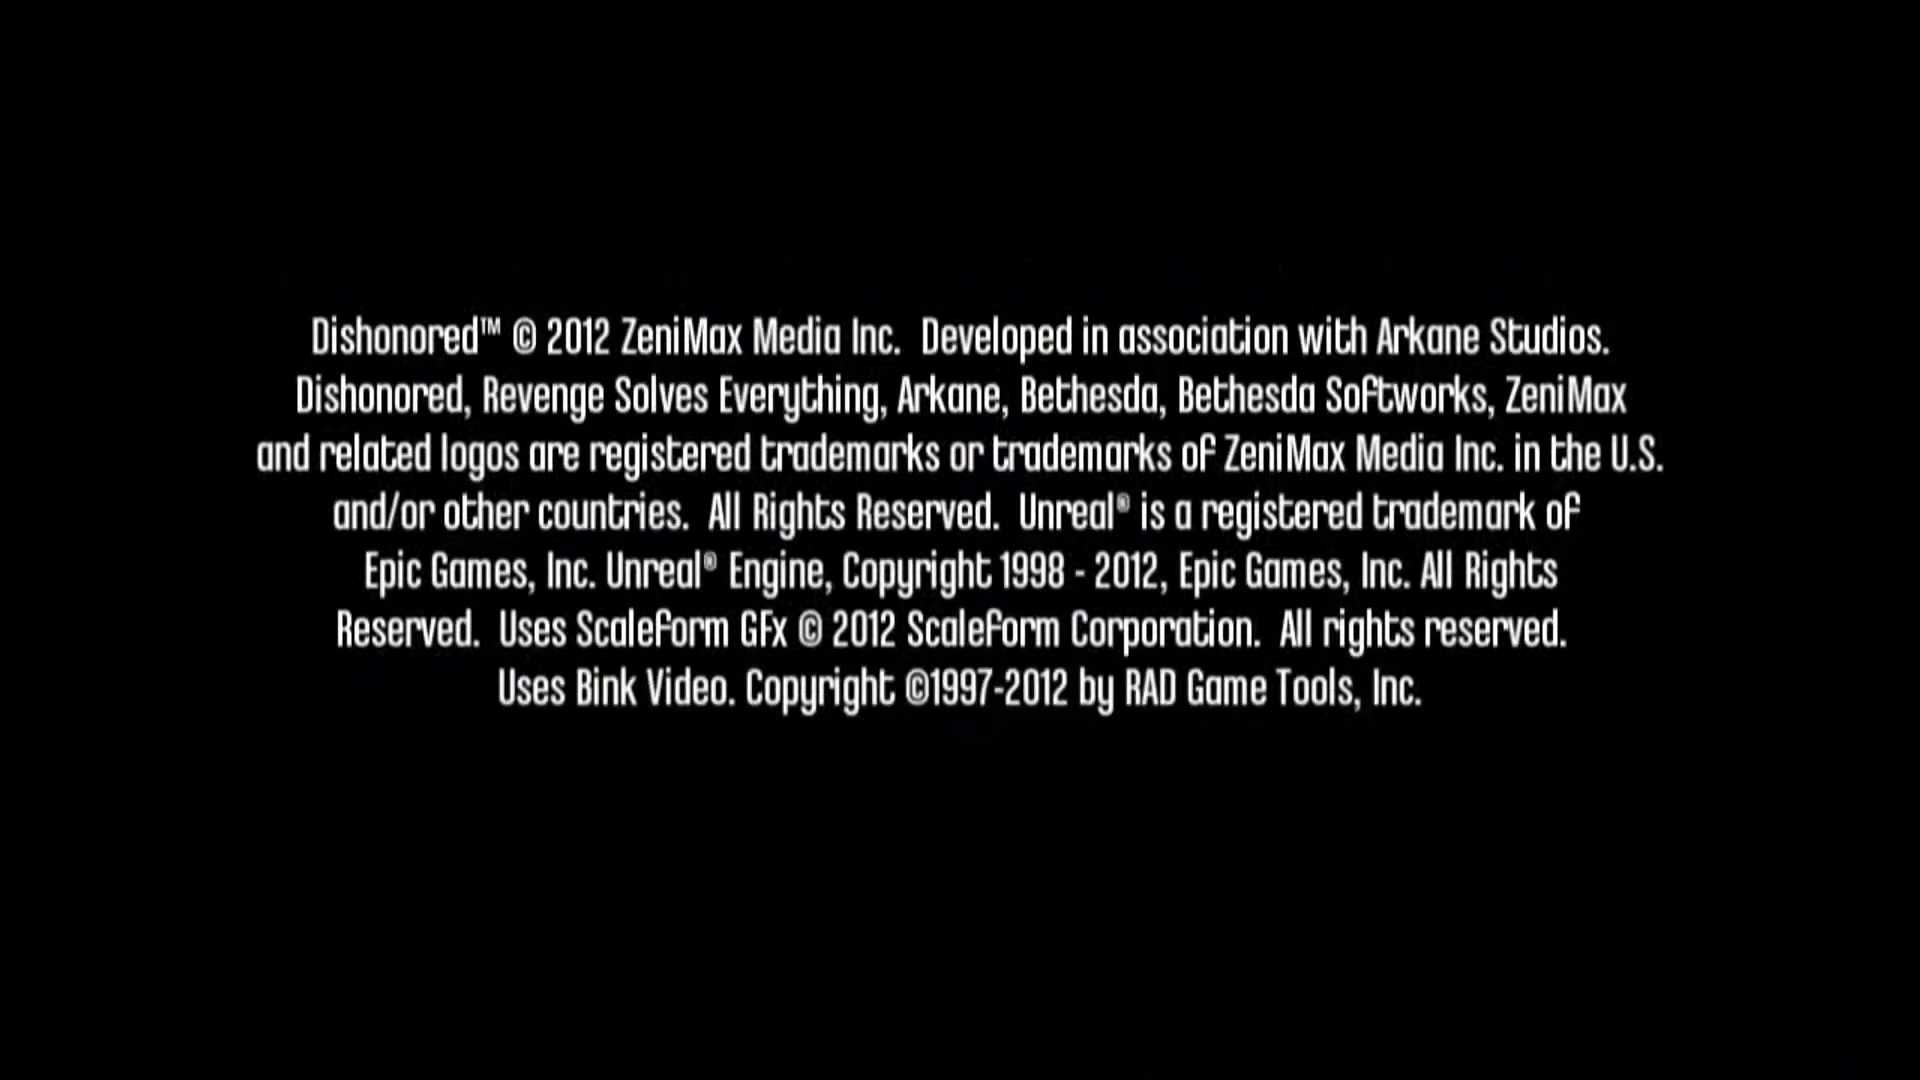 Dishonored™ © 2012 ZeniMax Media Inc.  Developed in association with Arkane Studios.
Dishonored, Revenge Solves Everything, Arkane, Bethesda, Bethesda Softworks, ZeniMax
and related logos are registered trademarks or trademarks of ZeniMax Media Inc. in the U.S.
and/or other countries.  All Rights Reserved.  Unreal® is a registered trademark of
Epic Games, Inc. Unreal® Engine, Copyright 1998 - 2012, Epic Games, Inc. All Rights
Reserved.  Uses Scaleform GFx © 2012 Scaleform Corporation.  All rights reserved.
Uses Bink Video. Copyright ©1997-2012 by RAD Game Tools, Inc.